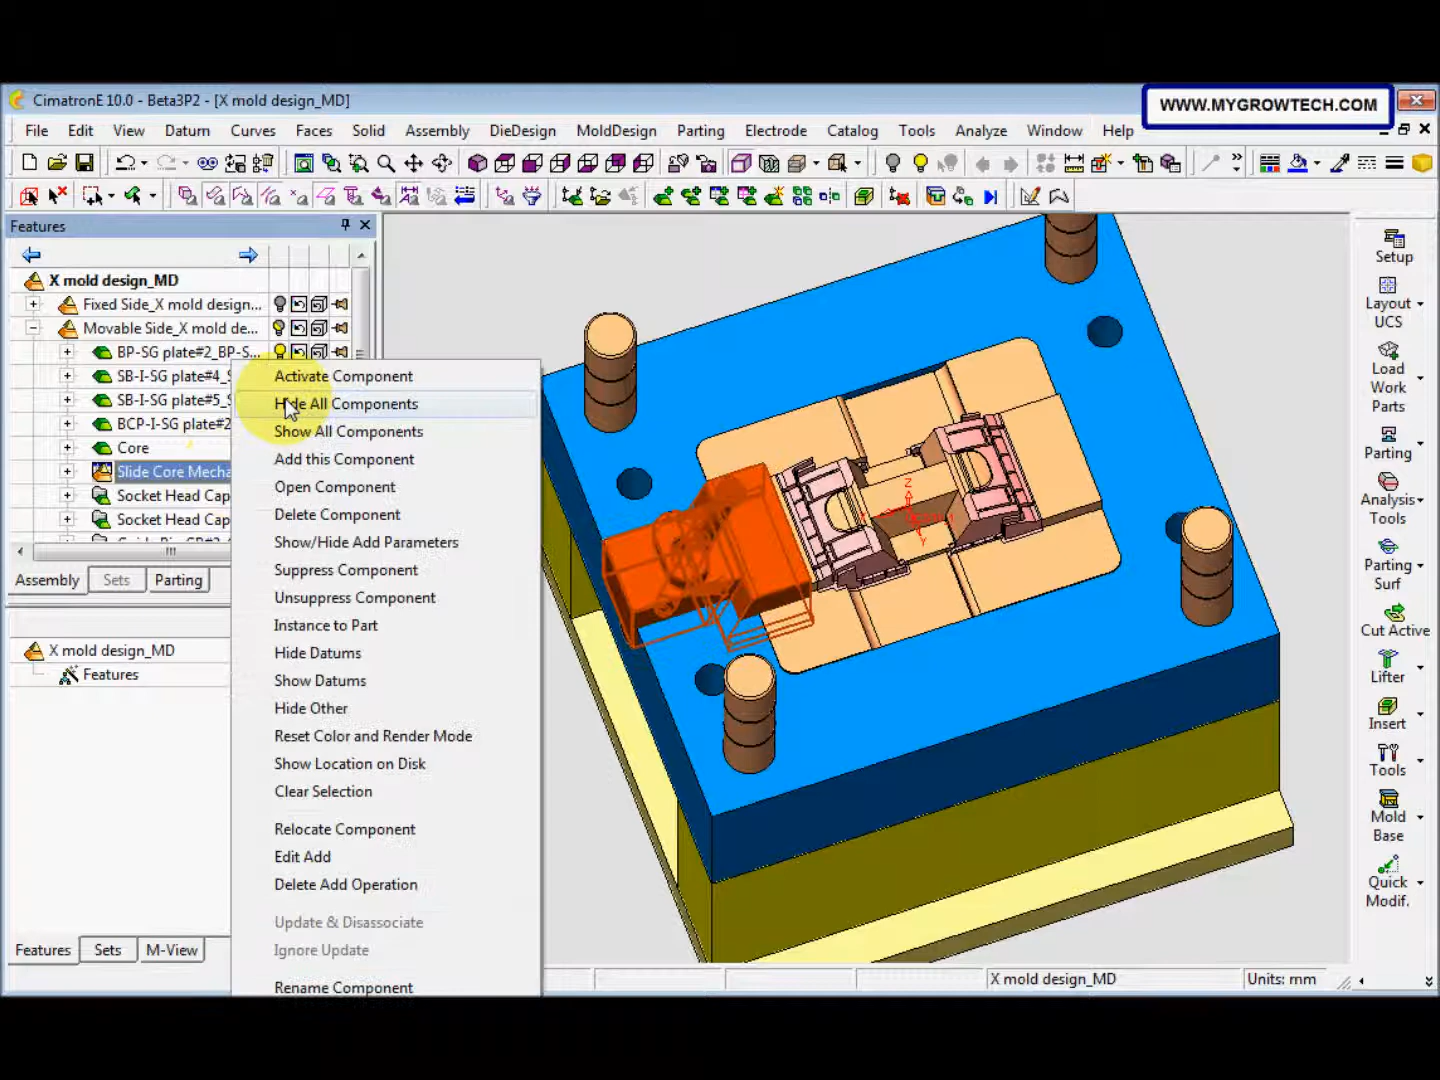 CimatronE 10.0 - Beta3P2 - [X mold design_MD]
WWW.MYGROWTECH.COM
File Edit View Datum Curves Faces Solid Assembly DieDesign MoldDesign Parting Electrode Catalog Tools Analyze Window Help
Features
X mold design_MD
Fixed Side_X mold design...
Movable Side_X mold de...
BP-SG plate#2_BP-S...
SB-I-SG plate#4_S
SB-I-SG plate#5_S
BCP-I-SG plate#2
Core
Slide Core Mecha
Socket Head Cap
Socket Head Cap
Assembly Sets Parting
X mold design_MD
Features
Features Sets M-View
Activate Component
Hide All Components
Show All Components
Add this Component
Open Component
Delete Component
Show/Hide Add Parameters
Suppress Component
Unsuppress Component
Instance to Part
Hide Datums
Show Datums
Hide Other
Reset Color and Render Mode
Show Location on Disk
Clear Selection
Relocate Component
Edit Add
Delete Add Operation
Update & Disassociate
Ignore Update
Rename Component
Z
Y
Setup
Layout
UCS
Load
Work
Parts
Parting
Analysis
Tools
Parting
Surf
Cut Active
Lifter
Insert
Tools
Mold
Base
Quick
Modif.
X mold design_MD
Units: mm